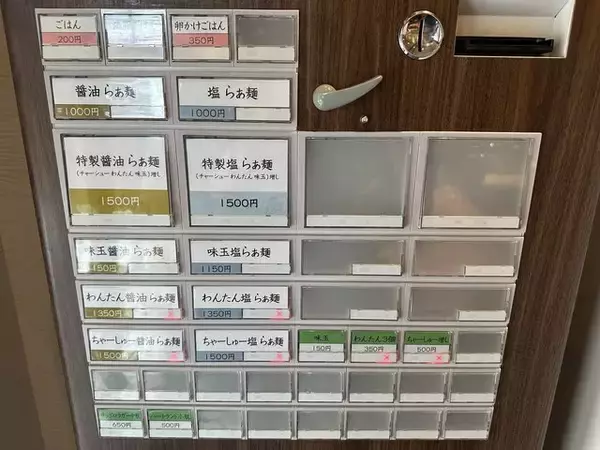 ごはん
200円
卵かけごはん
350円
醤油らぁ麺
1000円
塩らぁ麺
1000円
特製醤油らぁ麺
(チャーシューわんたん味玉)増し
1500円
特製塩らぁ麺
(チャーシューわんたん味玉)増し
1500円
味玉醤油らぁ麺
1150円
味玉塩らぁ麺
1150円
わんたん醤油らぁ麺
1350円
わんたん塩らぁ麺
1350円
ちゃーしゅー醤油らぁ麺
1500円
ちゃーしゅー塩らぁ麺
1500円
味玉
150円
わんたん3個
350円
ちゃーしゅー増し
500円
650円
500円